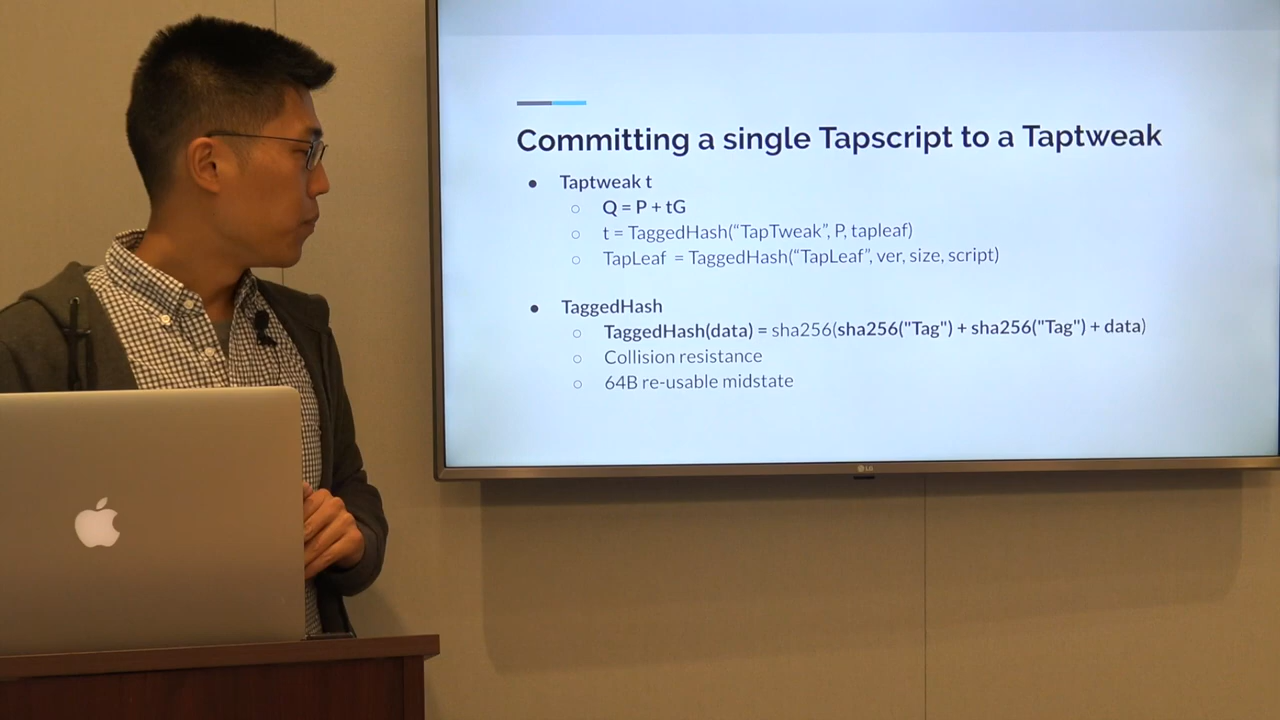 Committing a single Tapscript to a Taptweak
● Taptweak t
○ Q = P + tG
○ t = TaggedHash(“TapTweak”, P, tapleaf)
○ TapLeaf = TaggedHash(“TapLeaf”, ver, size, script)
● TaggedHash
○ TaggedHash(data) = sha256(sha256("Tag") + sha256("Tag") + data)
○ Collision resistance
○ 64B re-usable midstate
LG